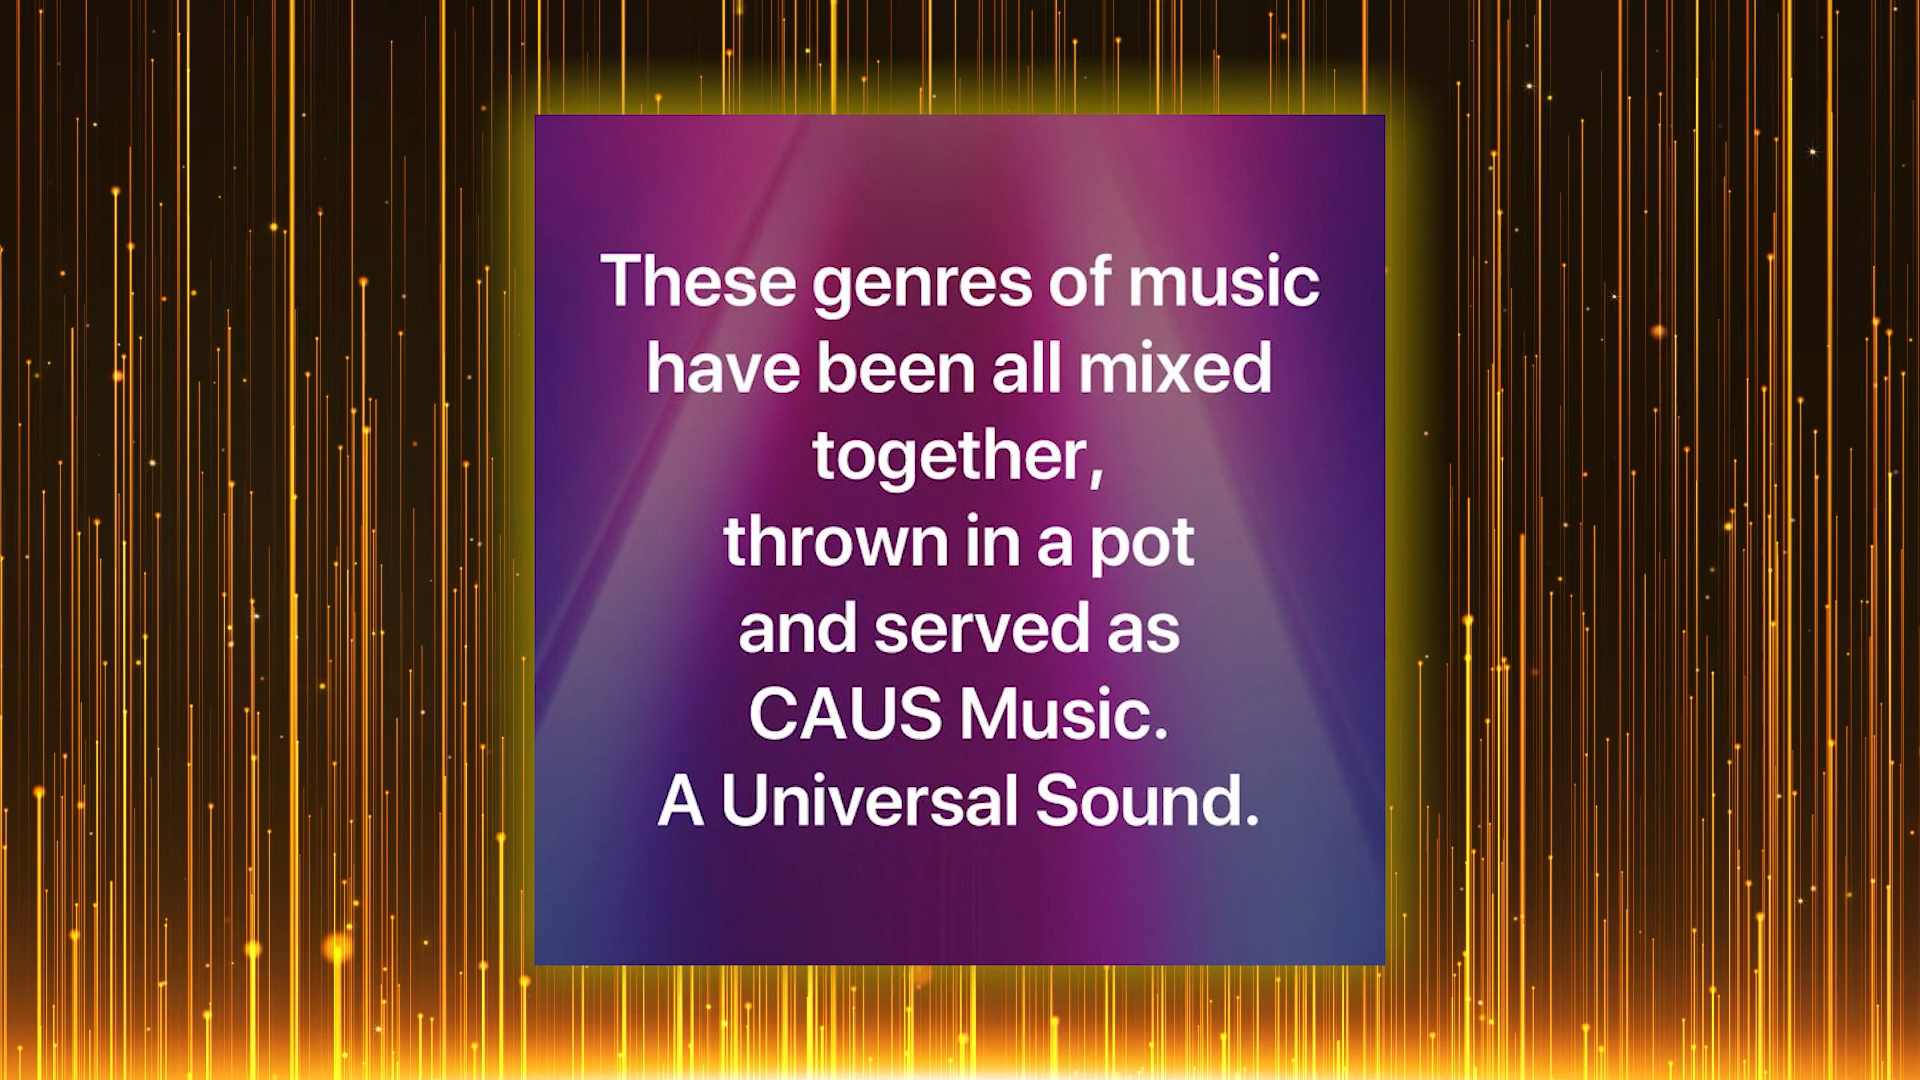 These genres of music
have been all mixed
together,
thrown in a pot
and served as
CAUS Music.
A Universal Sound.